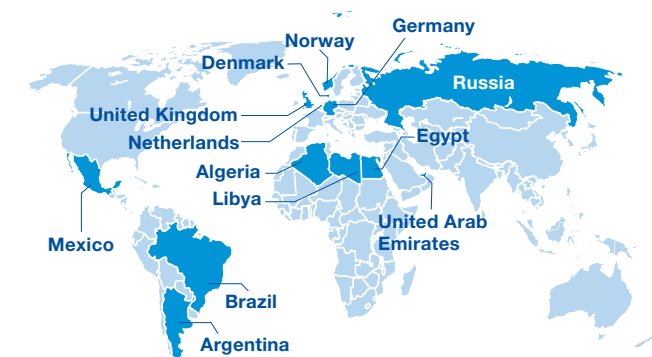 Germany
Norway
Denmark
Russia
United Kingdom
Netherlands
Egypt
Algeria
Libya
United Arab
Emirates
Mexico
Brazil
Argentina